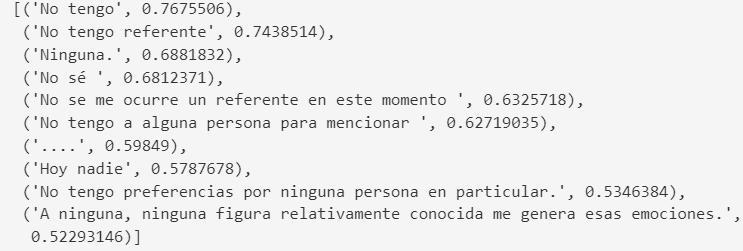 [('No tengo', 0.7675506),
('No tengo referente', 0.7438514),
('Ninguna.', 0.6881832),
('No sé ', 0.6812371),
('No se me ocurre un referente en este momento ', 0.6325718),
('No tengo a alguna persona para mencionar ', 0.62719035),
('....', 0.59849),
('Hoy nadie', 0.5787678),
('No tengo preferencias por ninguna persona en particular.', 0.5346384),
('A ninguna, ninguna figura relativamente conocida me genera esas emociones.',
0.52293146)]